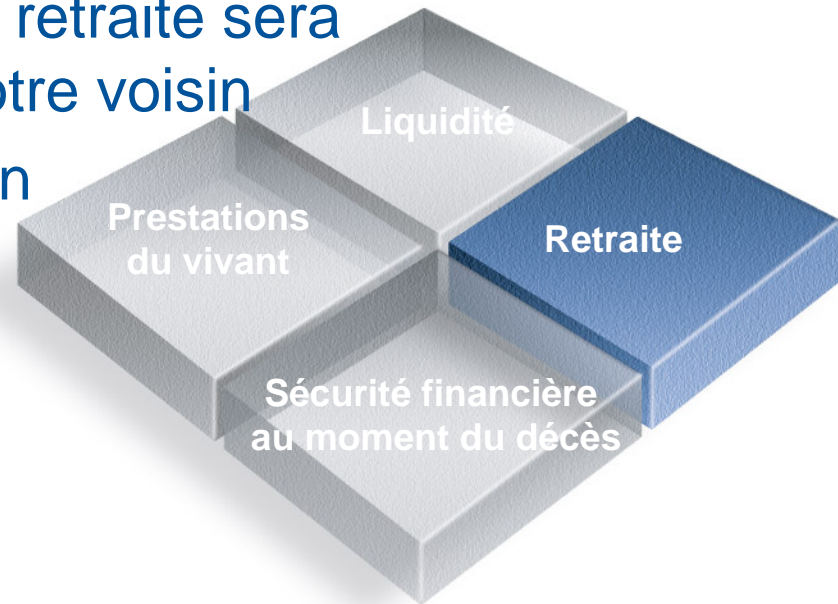 retraite sera
otre voisin
n
Liquidité
Prestations
du vivant
Retraite
Sécurité financière
au moment du décès